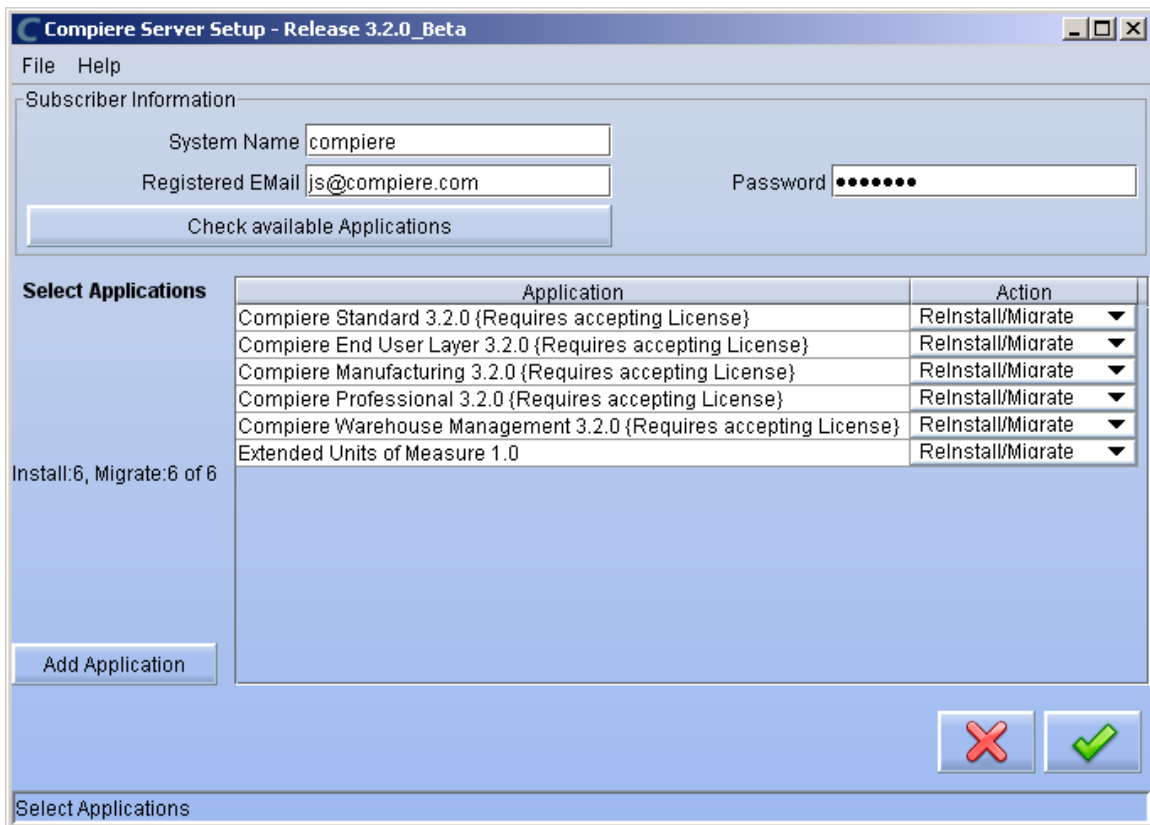 Compiere Server Setup - Release 3.2.0_Beta
File Help
Subscriber Information
System Name compiere
Registered EMail js@compiere.com Password •••••••
Check available Applications
Select Applications
Application Action
Compiere Standard 3.2.0 {Requires accepting License} ReInstall/Migrate
Compiere End User Layer 3.2.0 {Requires accepting License} ReInstall/Migrate
Compiere Manufacturing 3.2.0 {Requires accepting License} ReInstall/Migrate
Compiere Professional 3.2.0 {Requires accepting License} ReInstall/Migrate
Compiere Warehouse Management 3.2.0 {Requires accepting License} ReInstall/Migrate
Extended Units of Measure 1.0 ReInstall/Migrate
Install:6, Migrate:6 of 6
Add Application
Select Applications